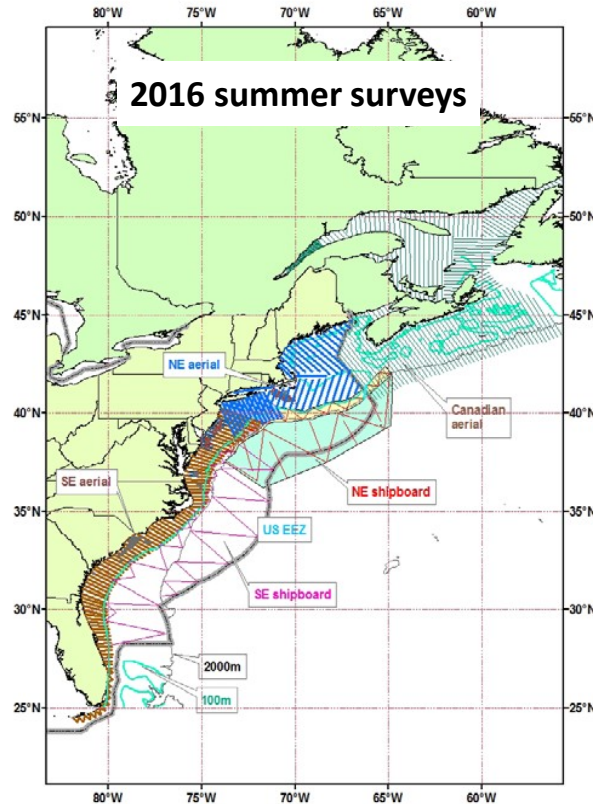 80°W 75°W 70°W 65°W 60°W
2016 summer surveys
65°N 65°N
50°N 50°N
45°N 45°N
NE aerial
Canadian
aerial
40°N 40°N
SE aerial
NE shipboard
35°N 35°N
US EEZ
SE shipboard
30°N 30°N
2000m
100m
25°N 25°N
80°W 75°W 70°W 65°W 60°W